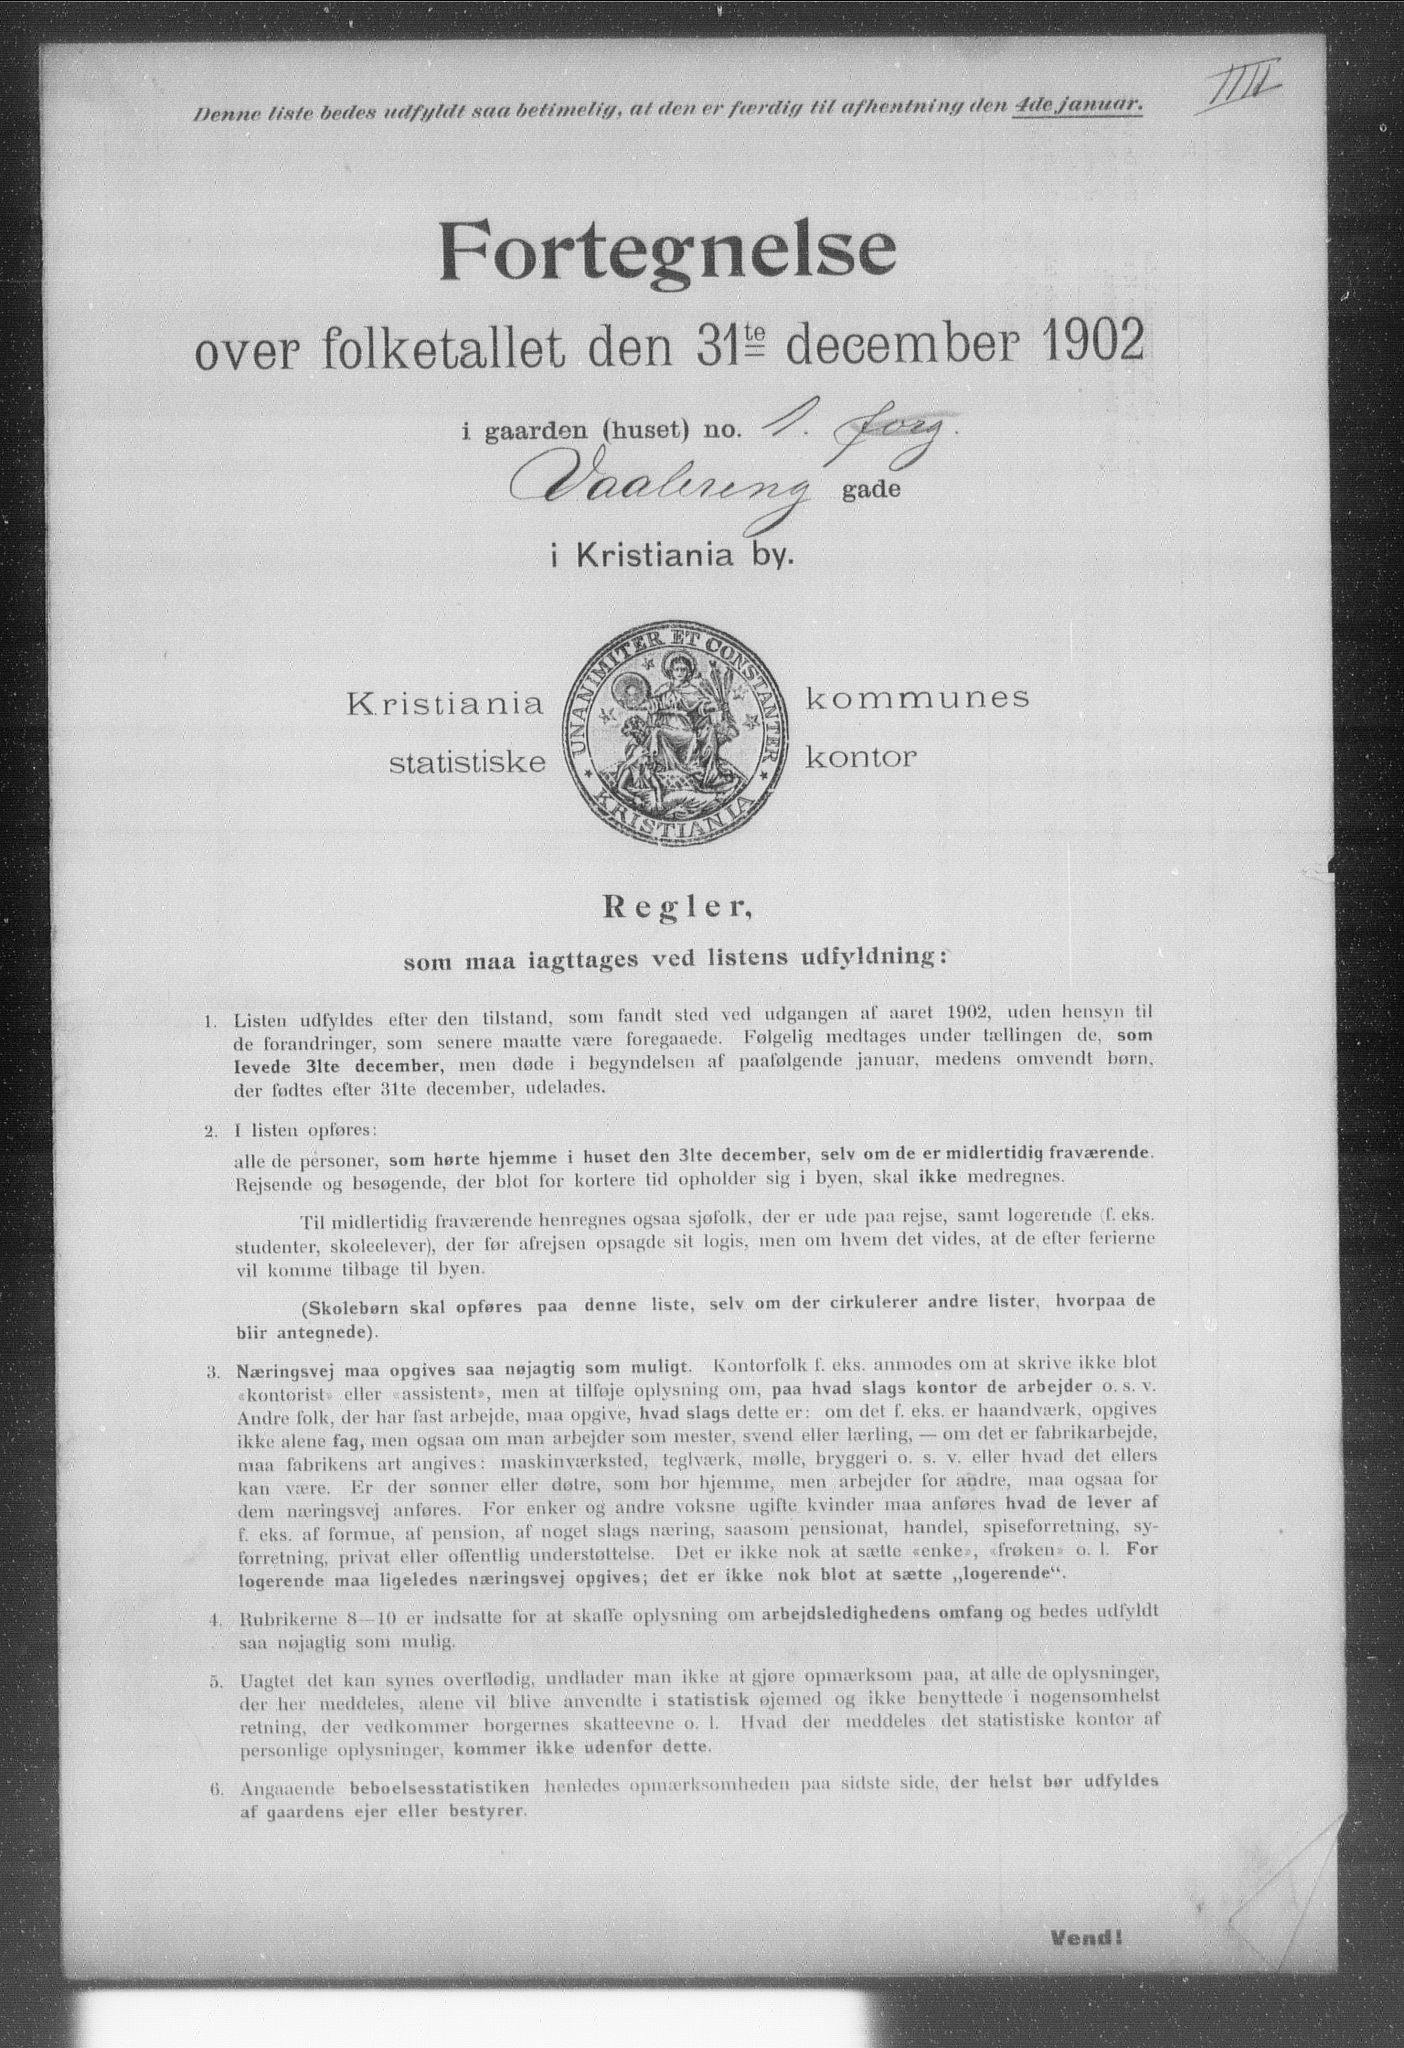 IIII
Denne liste bedes udfyldt saa betimelig, at den er færdig til afhentning den 4de januar.
Fortegnelse
over folketallet den 31te december 1902
i gaarden (huset) no. 1. forg.
Vaalereng gade
i Kristiania by.
UNANIMITER ET CONSTANTER
Kristiania kommunes
statistiske kontor
KRISTIANIA
Regler,
som maa iagttages ved listens udfyldning:
1. Listen udfyldes efter den tilstand, som fandt sted ved udgangen af aaret 1902, uden hensyn til
de forandringer, som senere maatte være foregaaede. Følgelig medtages under tællingen de, som
levede 31te december, men døde i begyndelsen af paafølgende januar, medens omvendt børn,
der fødtes efter 31te december, udelades.
2. I listen opføres:
alle de personer, som hørte hjemme i huset den 31te december, selv om de er midlertidig fraværende.
Rejsende og besøgende, der blot for kortere tid opholder sig i byen, skal ikke medregnes.
Til midlertidig fraværende henregnes ogsaa sjøfolk, der er ude paa rejse, samt logerende (f. eks.
studenter, skoleelever), der før afrejsen opsagde sit logis, men om hvem det vides, at de efter ferierne
vil komme tilbage til byen.
(Skolebørn skal opføres paa denne liste, selv om der cirkulerer andre lister, hvorpaa de
blir antegnede).
3. Næringsvej maa opgives saa nøjagtig som muligt. Kontorfolk f. eks. anmodes om at skrive ikke blot
«kontorist» eller «assistent», men at tilføje oplysning om, paa hvad slags kontor de arbejder o. s. v.
Andre folk, der har fast arbejde, maa opgive, hvad slags dette er: om det f. eks. er haandværk, opgives
ikke alene fag, men ogsaa om man arbejder som mester, svend eller lærling, — om det er fabrikarbejde,
maa fabrikens art angives: maskinværksted, teglværk, mølle, bryggeri o. s. v. eller hvad det ellers
kan være. Er der sønner eller døtre, som bor hjemme, men arbejder for andre, maa ogsaa for
dem næringsvej anføres. For enker og andre voksne ugifte kvinder maa anføres hvad de lever af
f. eks. af formue, af pension, af noget slags næring, saasom pensionat, handel, spiseforretning, sy-
forretning, privat eller offentlig understøttelse. Det er ikke nok at sætte «enke», «frøken» o. l. For
logerende maa ligeledes næringsvej opgives; det er ikke nok blot at sætte „logerende“.
4. Rubrikerne 8—10 er indsatte for at skaffe oplysning om arbejdsledighedens omfang og bedes udfyldt
saa nøjagtig som mulig.
5. Uagtet det kan synes overflødig, undlader man ikke at gjøre opmærksom paa, at alle de oplysninger,
der her meddeles, alene vil blive anvendte i statistisk øjemed og ikke benyttede i nogensomhelst
retning, der vedkommer borgernes skatteevne o. l. Hvad der meddeles det statistiske kontor af
personlige oplysninger, kommer ikke udenfor dette.
6. Angaaende beboelsesstatistiken henledes opmærksomheden paa sidste side, der helst bør udfyldes
af gaardens ejer eller bestyrer.
Vend!